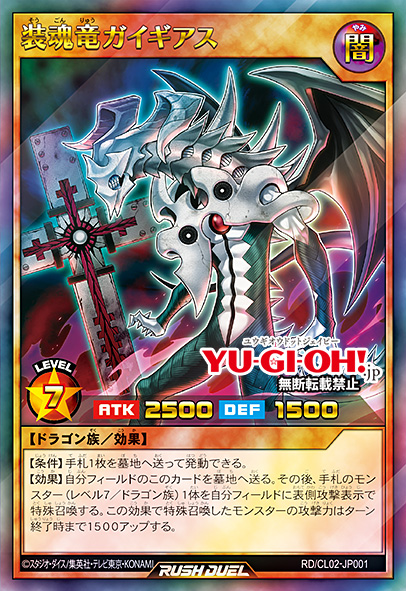 装魂竜ガイギアス
闇
ユウギオウドットジェイピー
YU-GI-OH!.jp
無断転載禁止
LEVEL
7
ATK 2500 DEF 1500
【ドラゴン族／効果】
【条件】手札1枚を墓地へ送って発動できる。
【効果】自分フィールドのこのカードを墓地へ送る。その後、手札のモン
スター（レベル7／ドラゴン族）1体を自分フィールドに表側攻撃表示で
特殊召喚する。この効果で特殊召喚したモンスターの攻撃力はターン
終了時まで1500アップする。
©スタジオ・ダイス/集英社・テレビ東京・KONAMI
RUSH DUEL
RD/CL02-JP001